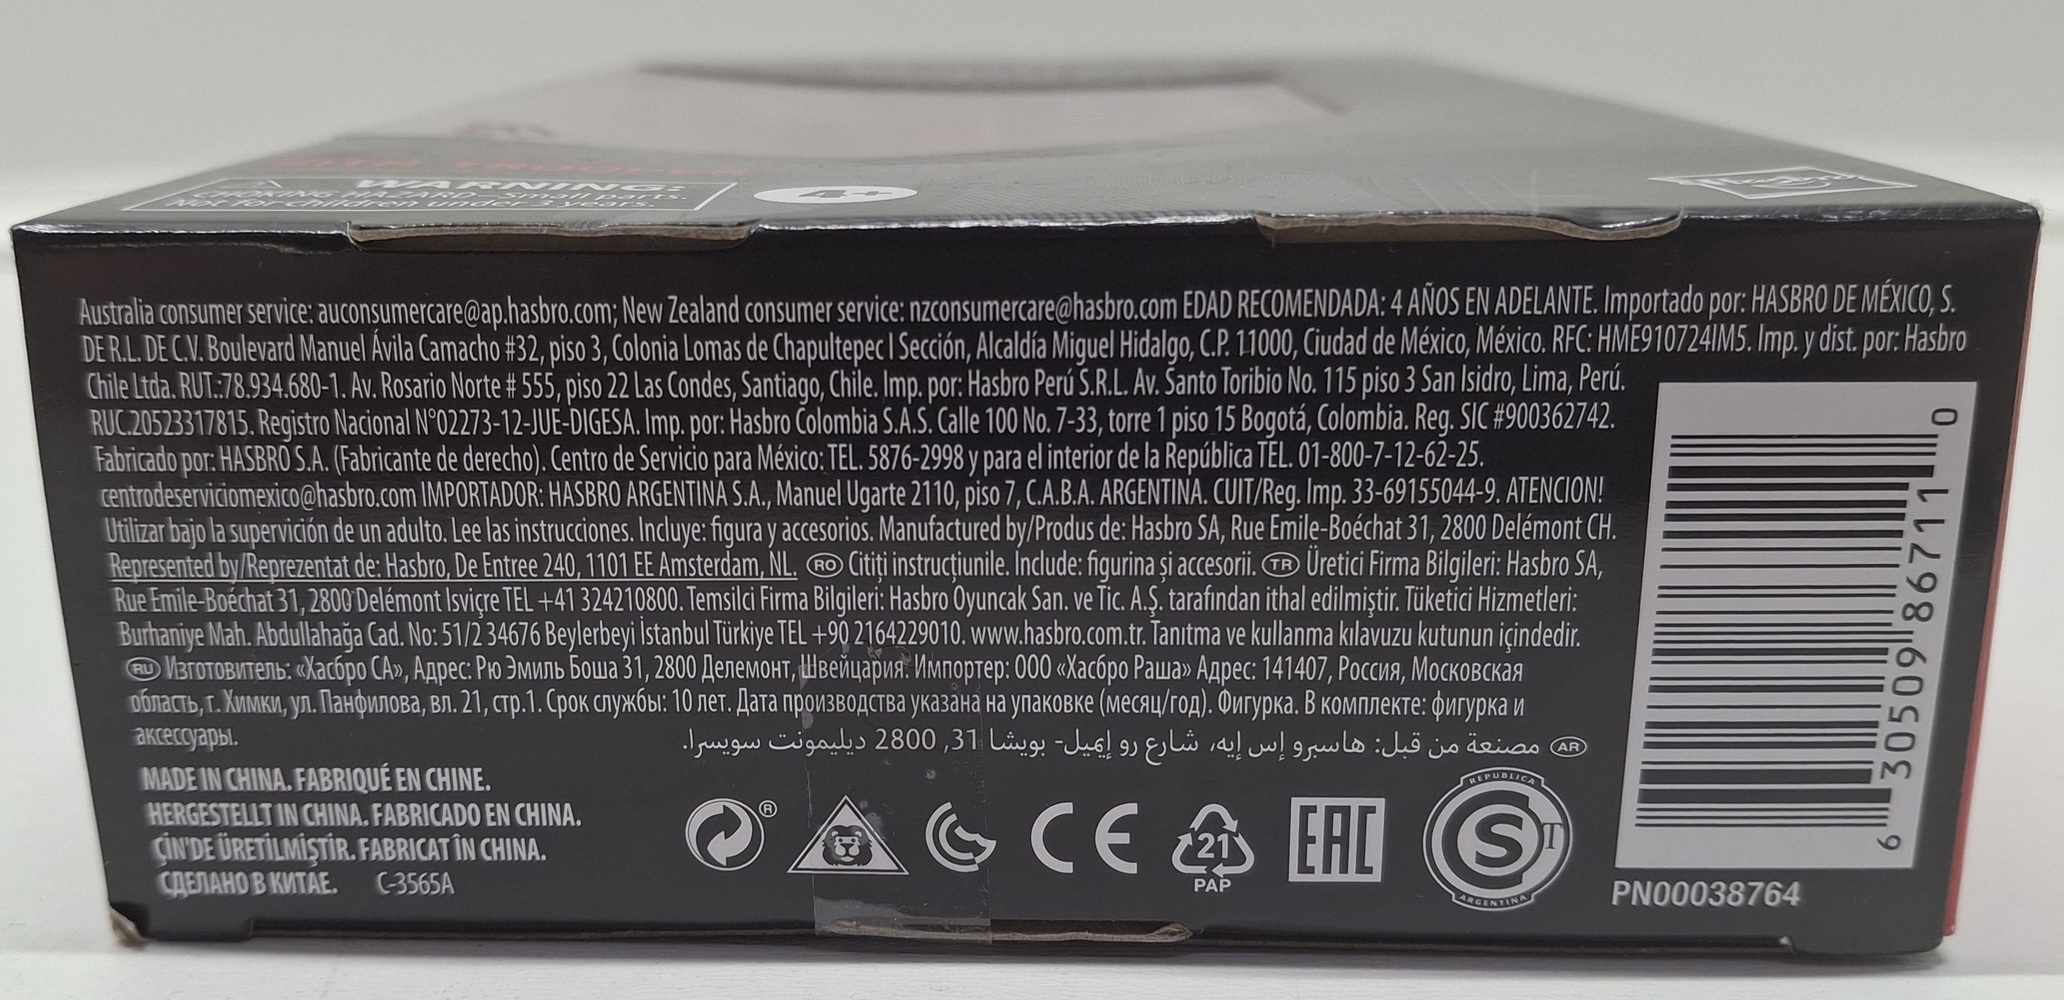 SITH TROOPER
WARNING:
CHOKING HAZARD-Small parts.
Not for children under 3 years.
4+
Hasbro
Australia consumer service: auconsumercare@ap.hasbro.com; New Zealand consumer service: nzconsumercare@hasbro.com EDAD RECOMENDADA: 4 AÑOS EN ADELANTE. Importado por: HASBRO DE MÉXICO, S.
DE R.L. DE C.V. Boulevard Manuel Ávila Camacho #32, piso 3, Colonia Lomas de Chapultepec I Sección, Alcaldía Miguel Hidalgo, C.P. 11000, Ciudad de México, México. RFC: HME910724IM5. Imp. y dist. por: Hasbro
Chile Ltda. RUT.:78.934.680-1. Av. Rosario Norte # 555, piso 22 Las Condes, Santiago, Chile. Imp. por: Hasbro Perú S.R.L. Av. Santo Toribio No. 115 piso 3 San Isidro, Lima, Perú.
RUC.20523317815. Registro Nacional N°02273-12-JUE-DIGESA. Imp. por: Hasbro Colombia S.A.S. Calle 100 No. 7-33, torre 1 piso 15 Bogotá, Colombia. Reg. SIC #900362742.
Fabricado por: HASBRO S.A. (Fabricante de derecho). Centro de Servicio para México: TEL. 5876-2998 y para el interior de la República TEL. 01-800-7-12-62-25.
centrodeserviciomexico@hasbro.com IMPORTADOR: HASBRO ARGENTINA S.A., Manuel Ugarte 2110, piso 7, C.A.B.A. ARGENTINA. CUIT/Reg. Imp. 33-69155044-9. ATENCION!
Utilizar bajo la supervición de un adulto. Lee las instrucciones. Incluye: figura y accesorios. Manufactured by/Produs de: Hasbro SA, Rue Emile-Boéchat 31, 2800 Delémont CH.
Represented by/Reprezentat de: Hasbro, De Entree 240, 1101 EE Amsterdam, NL. RO Citiți instrucțiunile. Include: figurina și accesorii. TR Üretici Firma Bilgileri: Hasbro SA,
Rue Emile-Boéchat 31, 2800 Delémont Isviçre TEL +41 324210800. Temsilci Firma Bilgileri: Hasbro Oyuncak San. ve Tic. A.Ş. tarafından ithal edilmiştir. Tüketici Hizmetleri:
Burhaniye Mah. Abdullahağa Cad. No: 51/2 34676 Beylerbeyi İstanbul Türkiye TEL +90 2164229010. www.hasbro.com.tr. Tanıtma ve kullanma kılavuzu kutunun içindedir.
RU Изготовитель: «Хасбро СА», Адрес: Рю Эмиль Боша 31, 2800 Делемонт, Швейцария. Импортер: ООО «Хасбро Раша» Адрес: 141407, Россия, Московская
область, г. Химки, ул. Панфилова, вл. 21, стр.1. Срок службы: 10 лет. Дата производства указана на упаковке (месяц/год). Фигурка. В комплекте: фигурка и
аксессуары.
AR مصنعة من قبل: هاسبرو إس إيه، شارع رو إيميل- بويشا 31, 2800 ديليمونت سويسرا.
MADE IN CHINA. FABRIQUÉ EN CHINE.
HERGESTELLT IN CHINA. FABRICADO EN CHINA.
ÇİN'DE ÜRETİLMİŞTİR. FABRICAT ÎN CHINA.
СДЕЛАНО В КИТАЕ. C-3565A
®
CE
21
PAP
EAC
REPUBLICA
S T
ARGENTINA
6 30509 86711 0
PN00038764